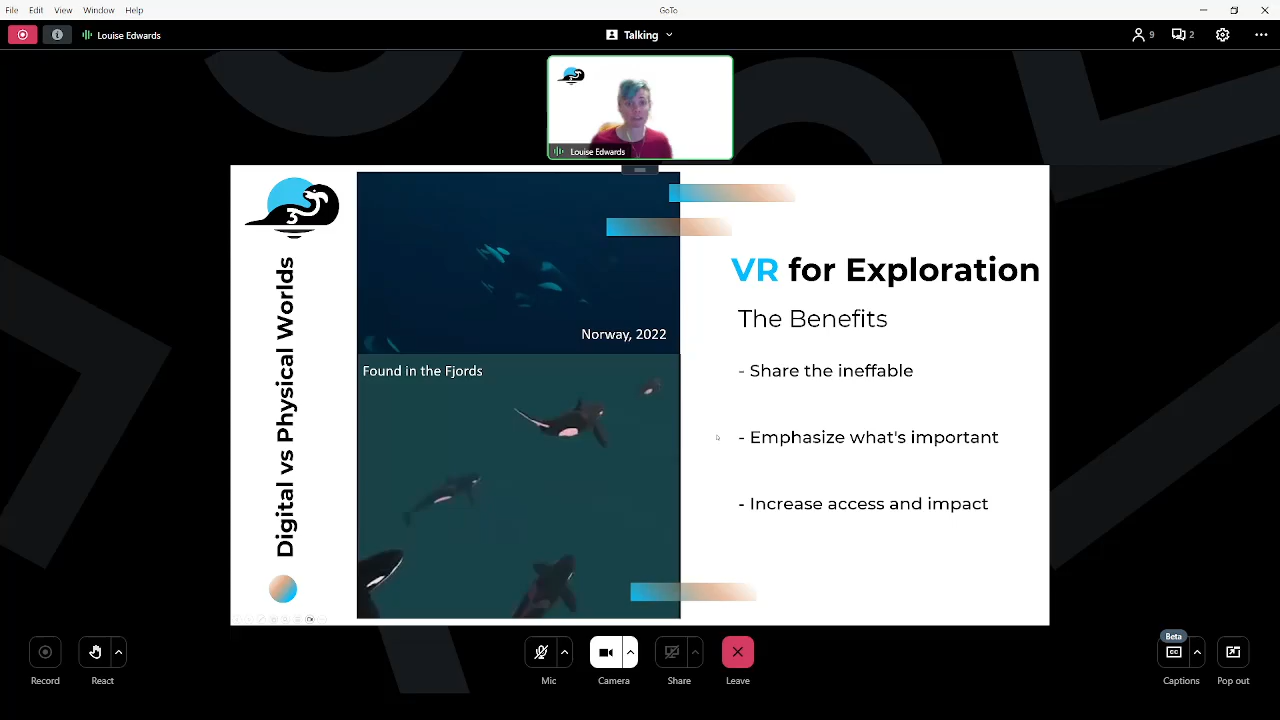 File Edit View Window Help
GoTo
Louise Edwards
Talking
9
2
Louise Edwards
3
Digital vs Physical Worlds
Norway, 2022
Found in the Fjords
VR for Exploration
The Benefits
- Share the ineffable
- Emphasize what's important
- Increase access and impact
Record
React
Mic
Camera
Share
Leave
Beta
CC
Captions
Pop out